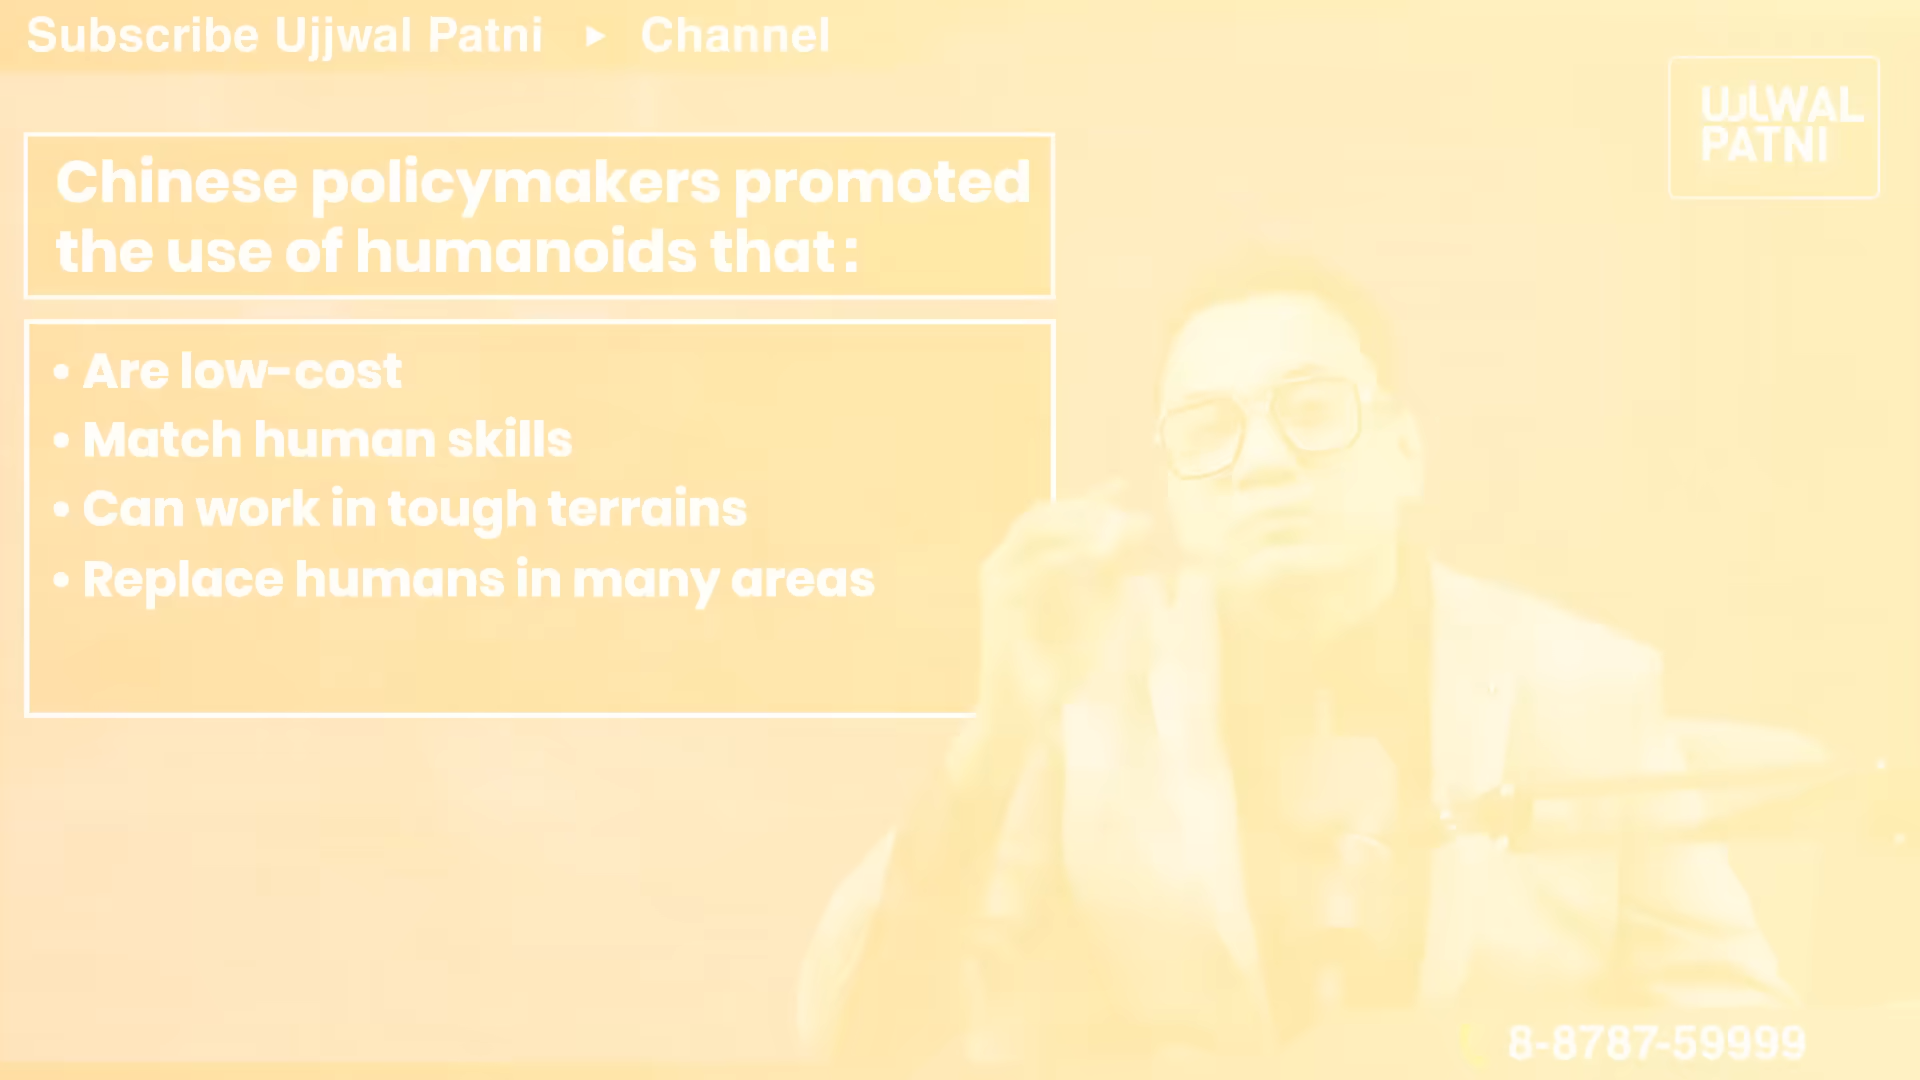 Subscribe Ujjwal Patni ▶ Channel
UJJWAL
PATNI
Chinese policymakers promoted
the use of humanoids that:
• Are low-cost
• Match human skills
• Can work in tough terrains
• Replace humans in many areas
8-8787-59999